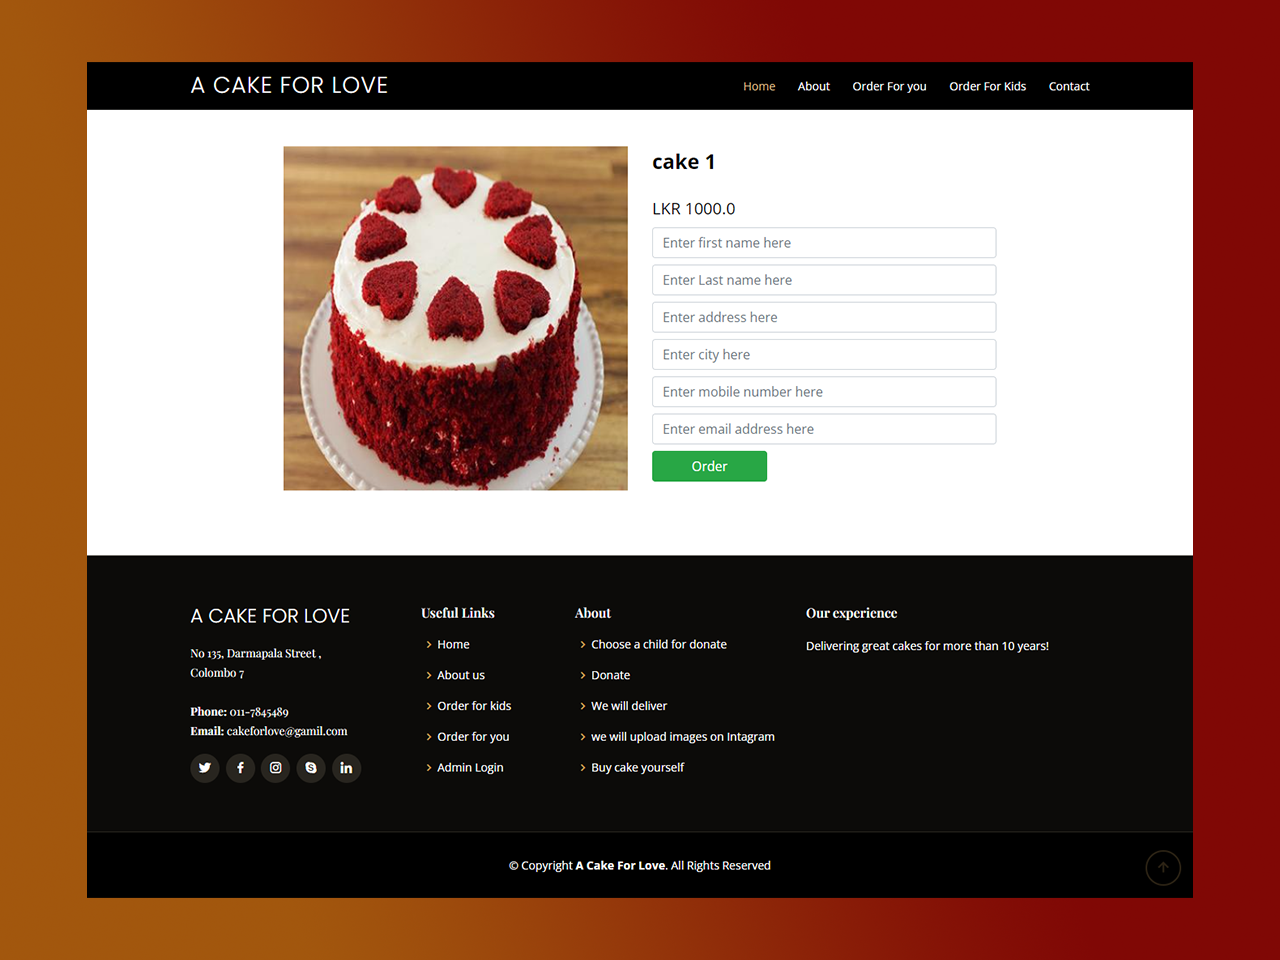 A CAKE FOR LOVE
Home About Order For you Order For Kids Contact
cake 1
LKR 1000.0
Enter first name here
Enter Last name here
Enter address here
Enter city here
Enter mobile number here
Enter email address here
Order
A CAKE FOR LOVE
No 135, Darmapala Street ,
Colombo 7
Phone: 011-7845489
Email: cakeforlove@gamil.com
Useful Links
Home
About us
Order for kids
Order for you
Admin Login
About
Choose a child for donate
Donate
We will deliver
we will upload images on Intagram
Buy cake yourself
Our experience
Delivering great cakes for more than 10 years!
© Copyright A Cake For Love. All Rights Reserved